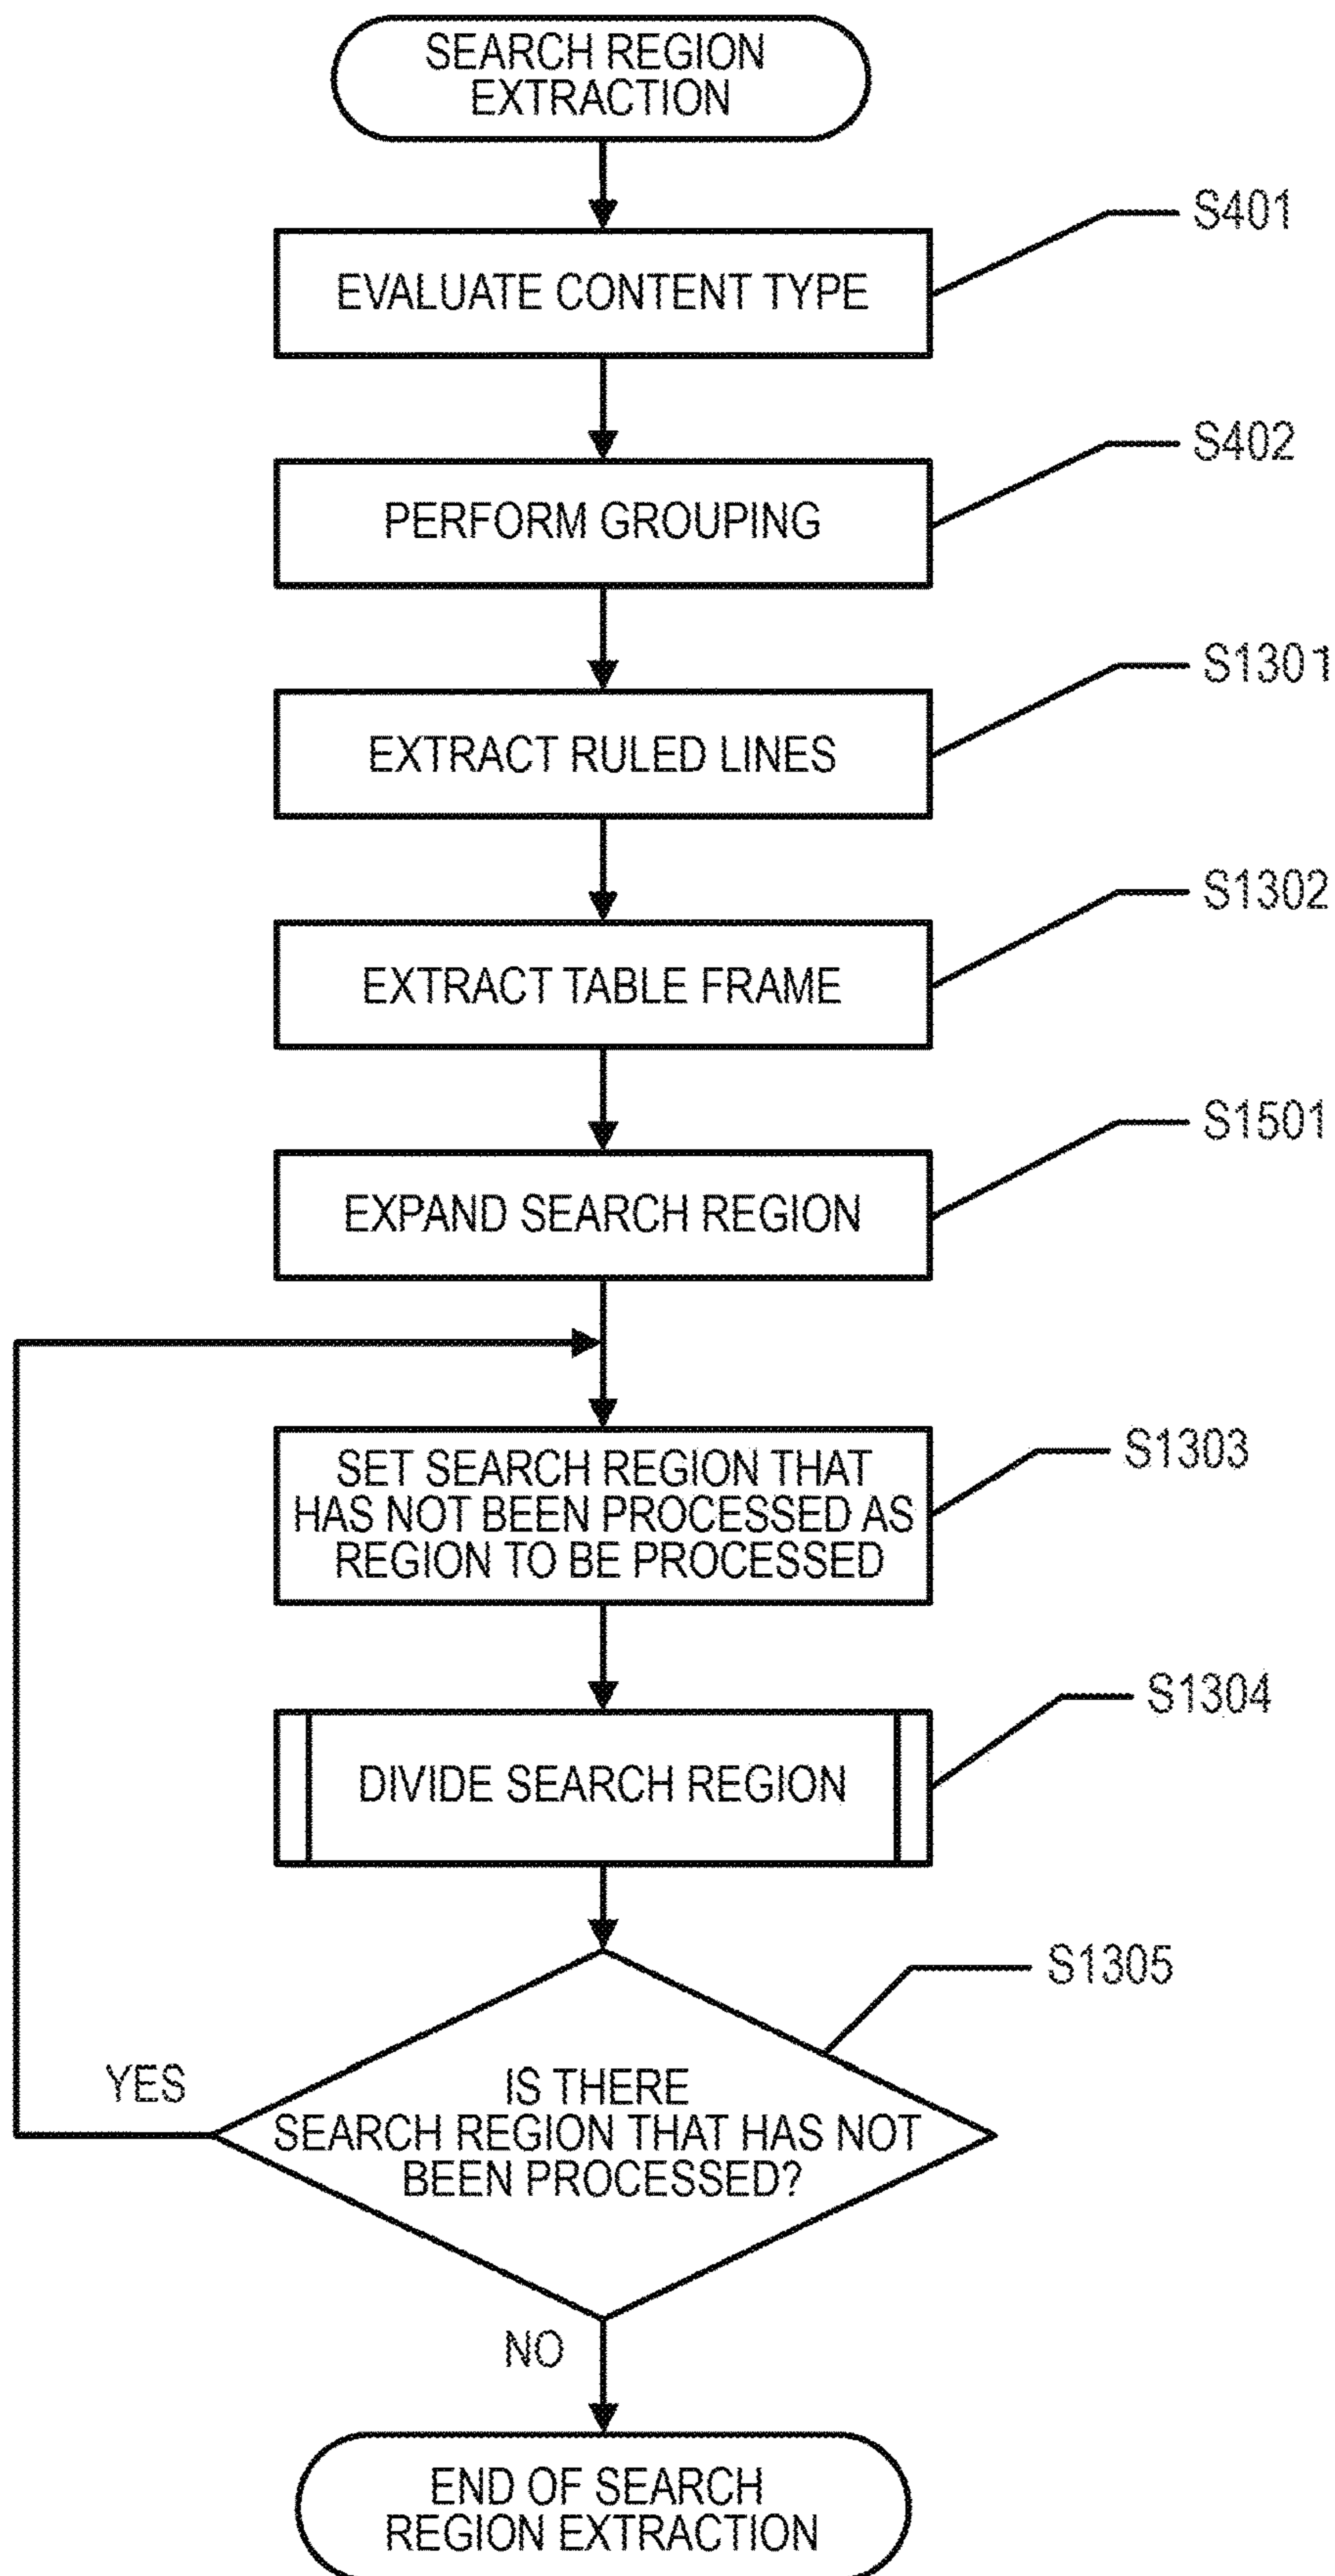 SEARCH REGION
EXTRACTION
S401
EVALUATE CONTENT TYPE
S402
PERFORM GROUPING
S1301
EXTRACT RULED LINES
S1302
EXTRACT TABLE FRAME
S1501
EXPAND SEARCH REGION
S1303
SET SEARCH REGION THAT
HAS NOT BEEN PROCESSED AS
REGION TO BE PROCESSED
S1304
DIVIDE SEARCH REGION
S1305
YES
IS THERE
SEARCH REGION THAT HAS NOT
BEEN PROCESSED?
NO
END OF SEARCH
REGION EXTRACTION